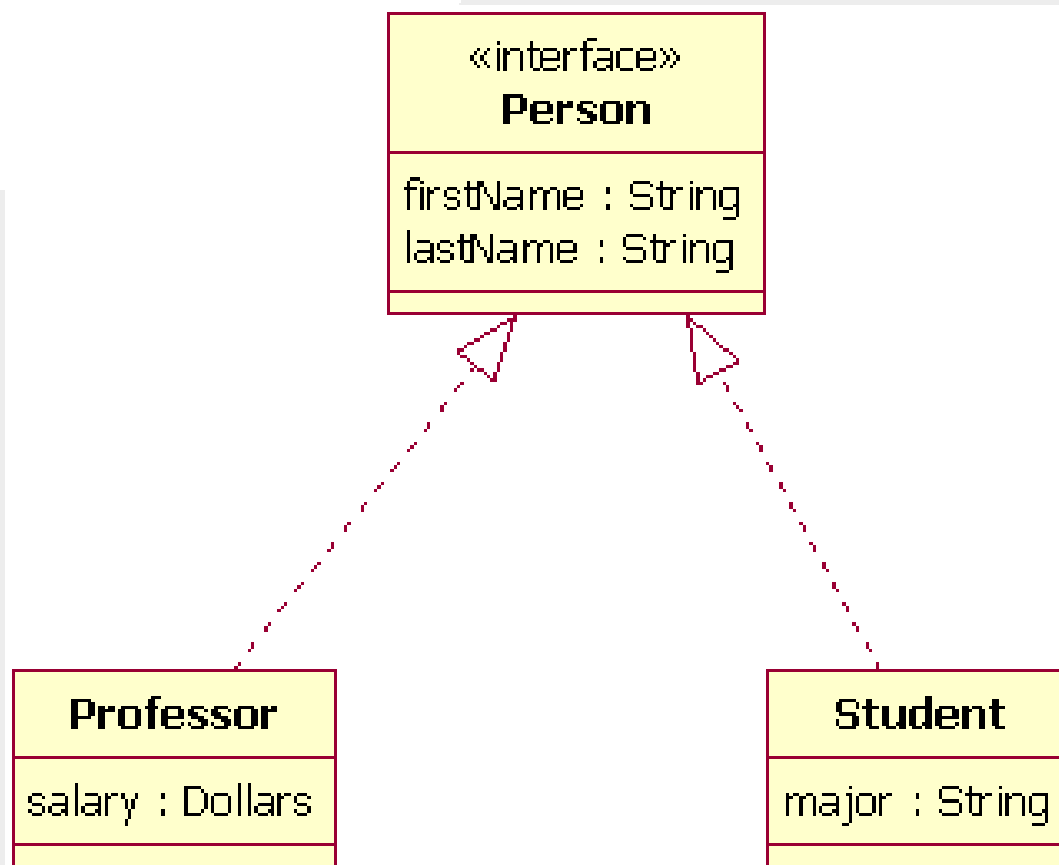 «interface»
Person
firstName : String
lastName : String
Professor
salary : Dollars
Student
major : String